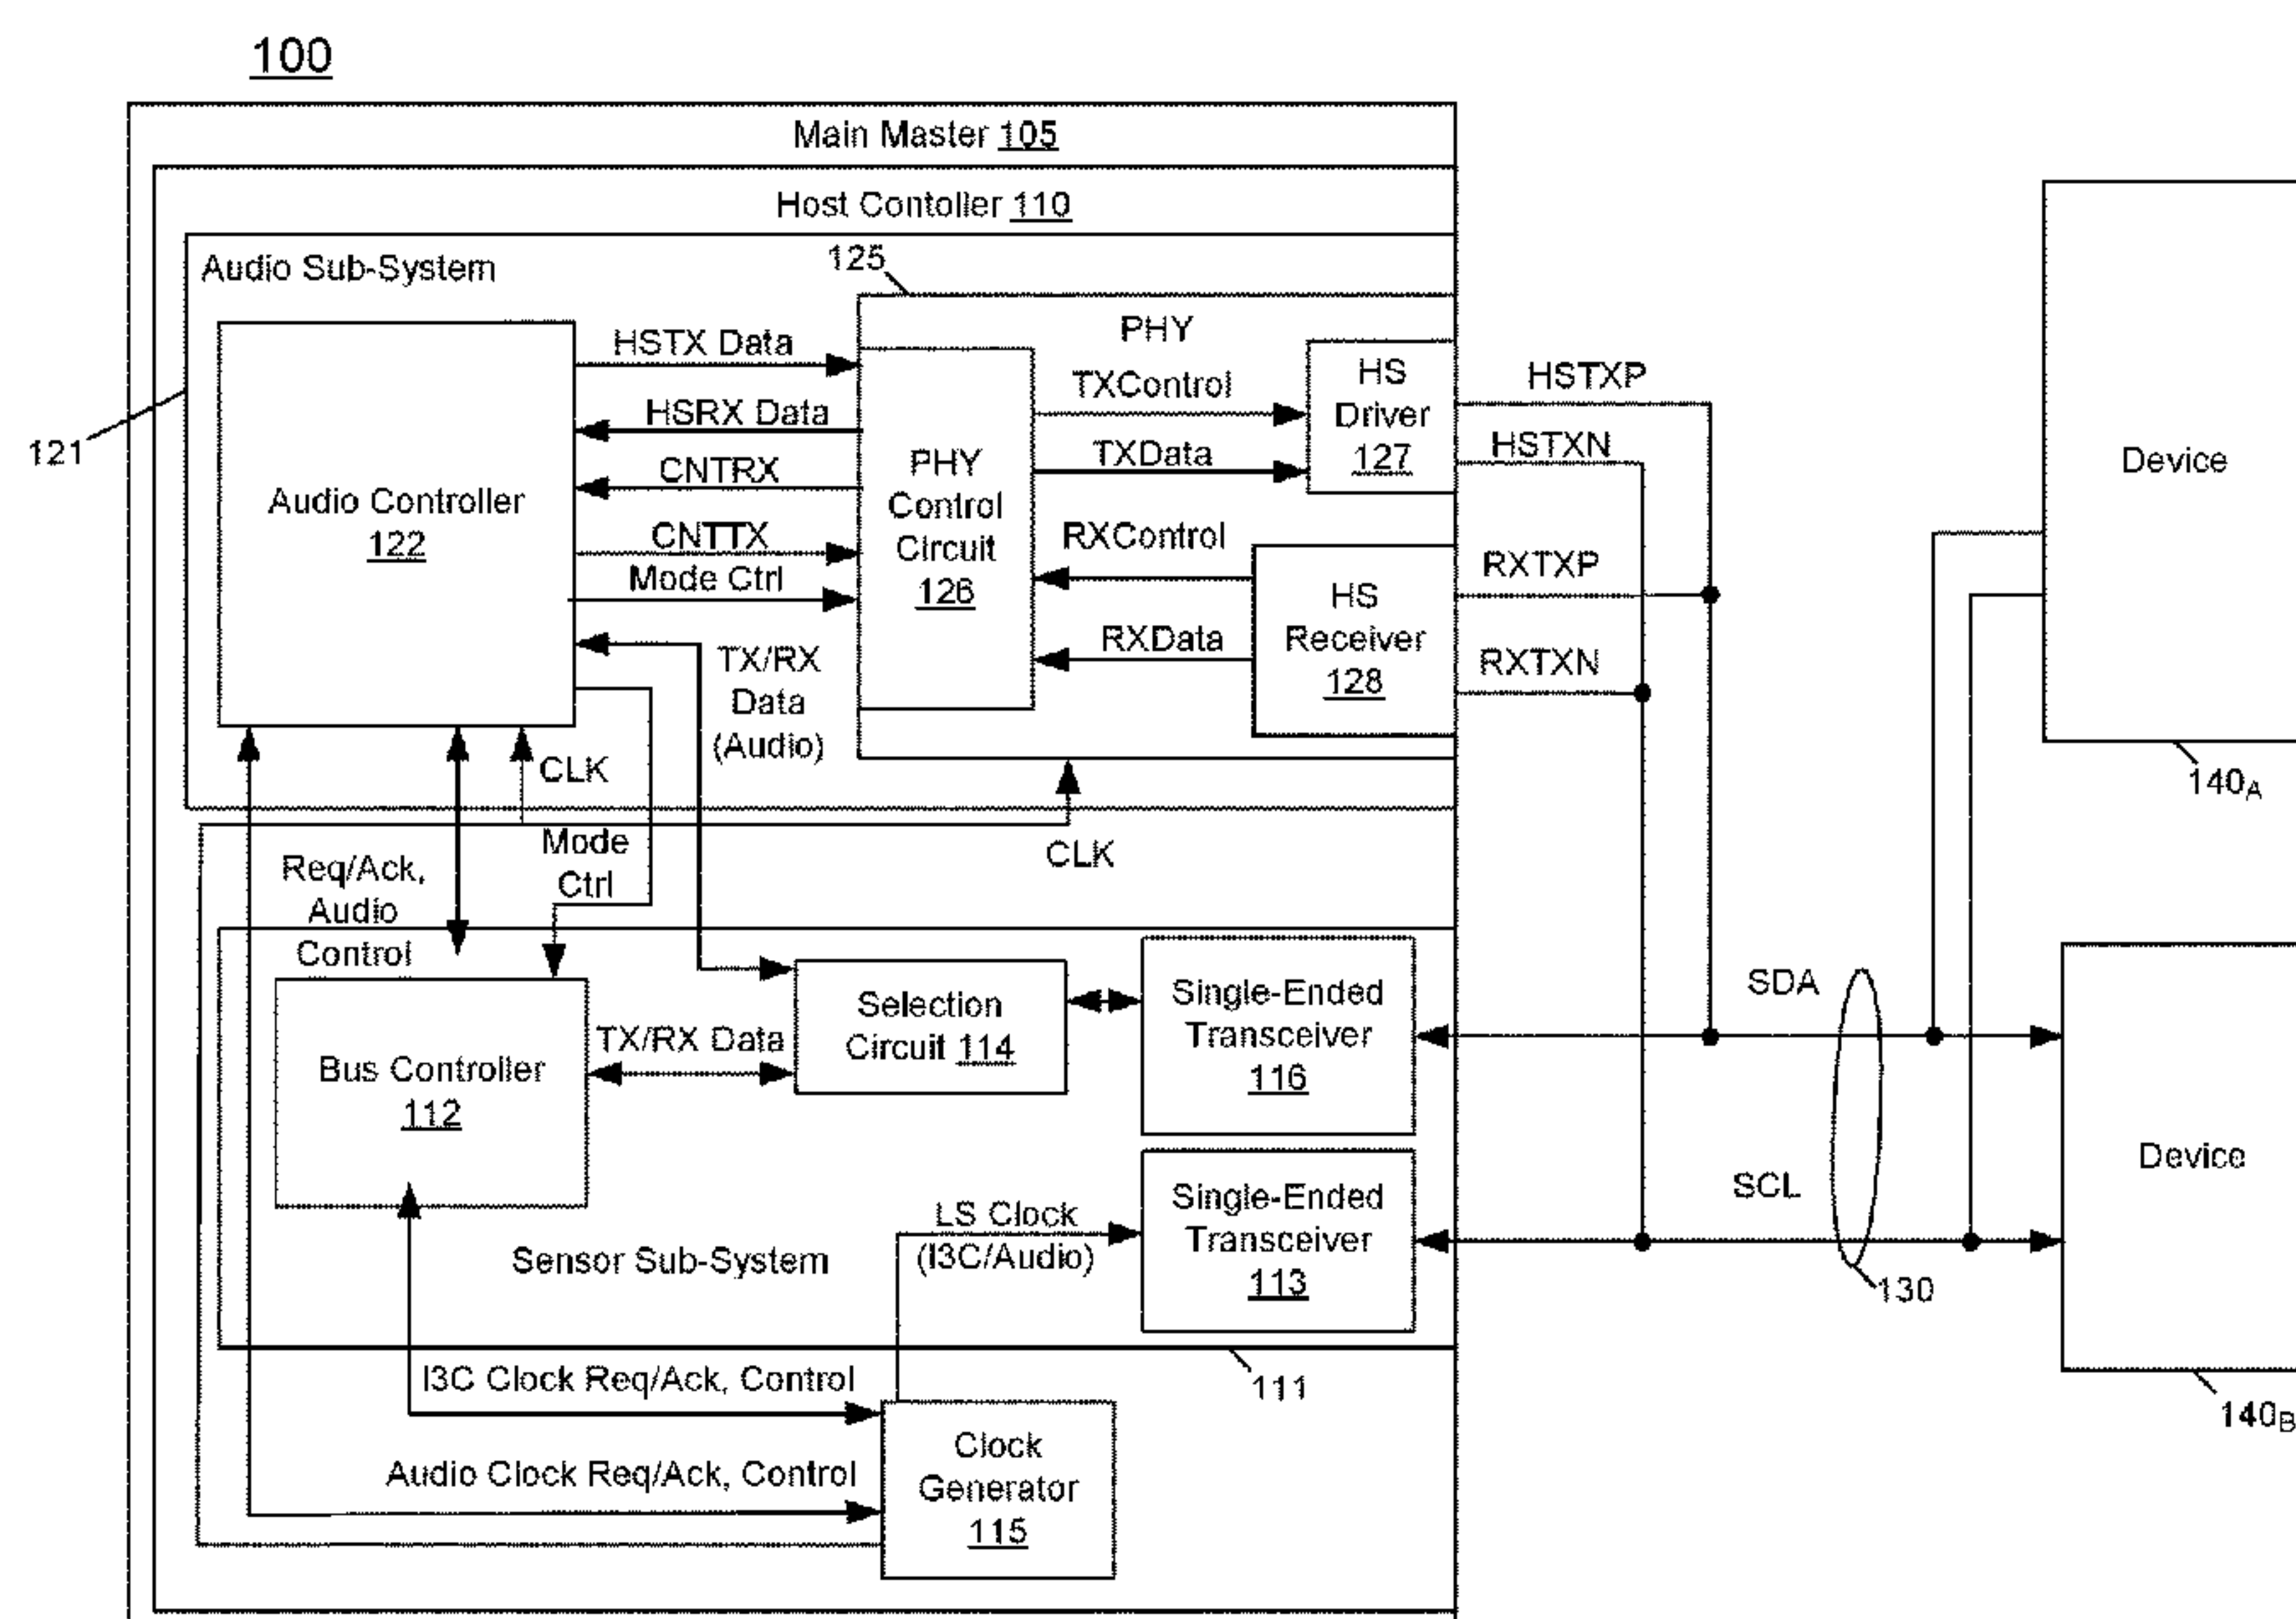 100
Main Master 105
Host Contoller 110
Audio Sub-System
125
PHY
121
Audio Controller
122
HSTX Data
HSRX Data
CNTRX
CNTTX
Mode Ctrl
TX/RX
Data
(Audio)
PHY
Control
Circuit
126
TXControl
TXData
RXControl
RXData
HS
Driver
127
HS
Receiver
128
HSTXP
HSTXN
RXTXP
RXTXN
Device
140A
CLK
CLK
Mode
Ctrl
Req/Ack,
Audio
Control
Bus Controller
112
TX/RX Data
Selection
Circuit 114
Single-Ended
Transceiver
116
Single-Ended
Transceiver
113
LS Clock
(I3C/Audio)
Sensor Sub-System
SDA
SCL
130
Device
140B
111
I3C Clock Req/Ack, Control
Audio Clock Req/Ack, Control
Clock
Generator
115